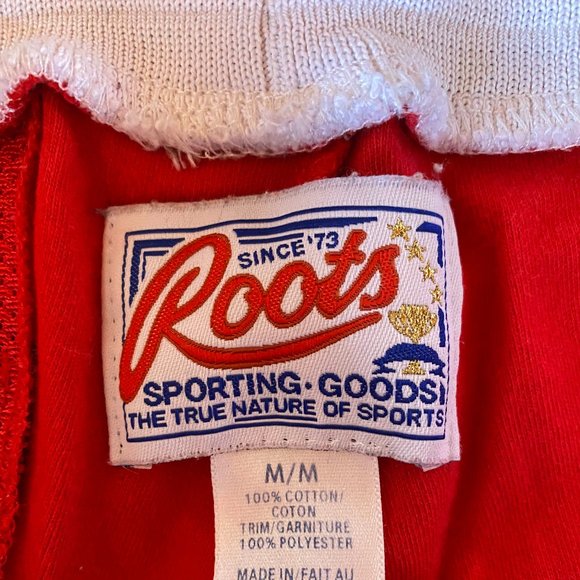 SINCE '73
Roots
SPORTING·GOODS
THE TRUE NATURE OF SPORTS
M/M
100% COTTON/
COTON
TRIM/GARNITURE
100% POLYESTER
MADE IN/FAIT AU